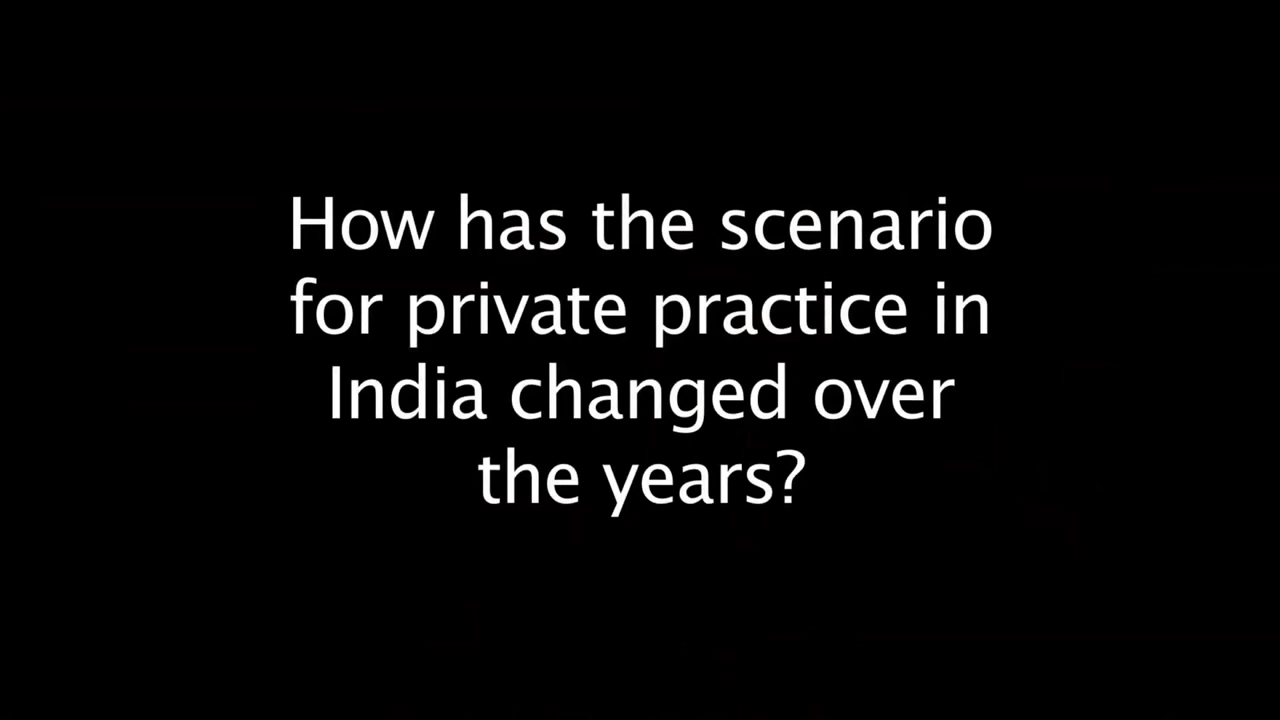 How has the scenario
for private practice in
India changed over
the years?